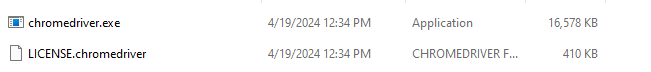 chromedriver.exe 4/19/2024 12:34 PM Application 16,578 KB
LICENSE.chromedriver 4/19/2024 12:34 PM CHROMEDRIVER F... 410 KB